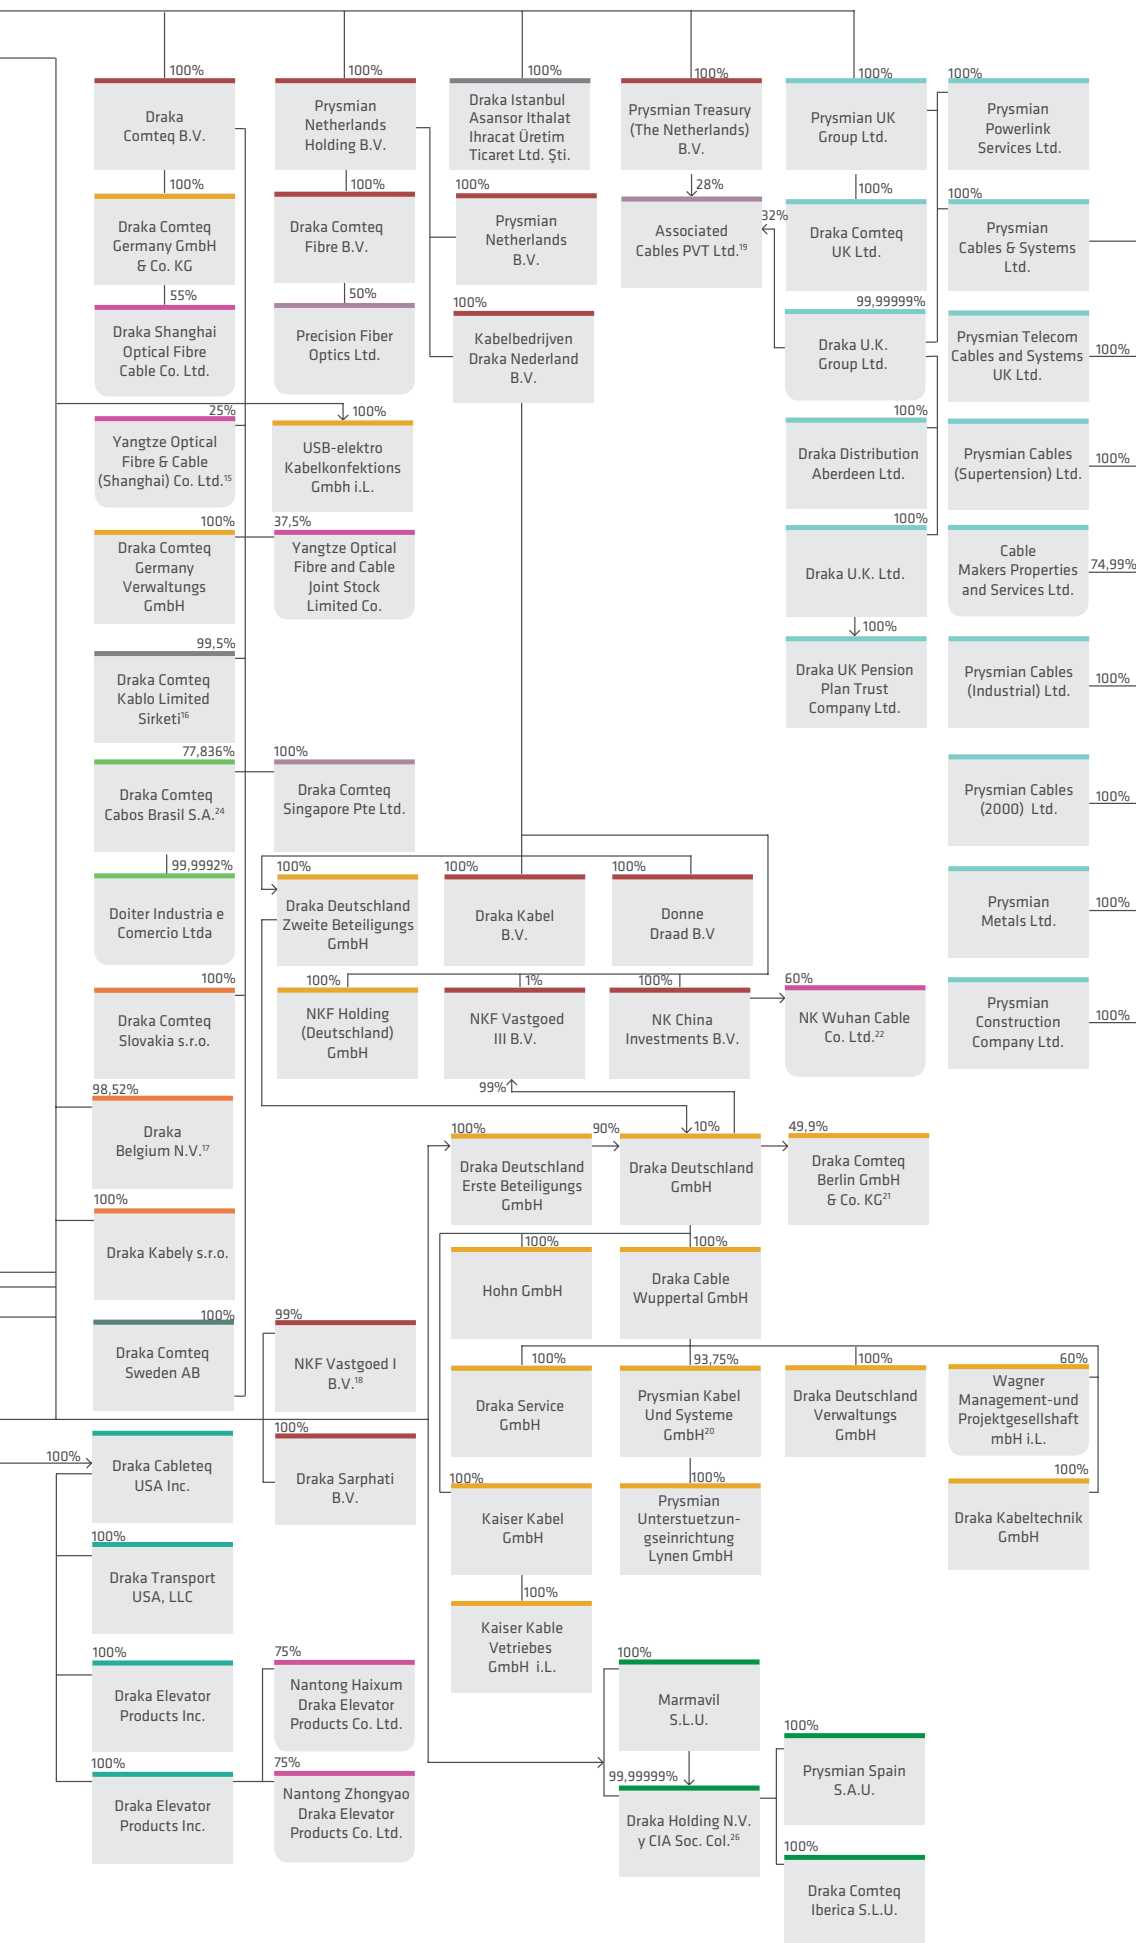 100%
100%
100%
100%
100%
100%
Draka
Comteq B.V.
Prysmian
Netherlands
Holding B.V.
Draka Istanbul
Asansor Ithalat
Ihracat Üretim
Ticaret Ltd. Şti.
Prysmian Treasury
(The Netherlands)
B.V.
Prysmian UK
Group Ltd.
Prysmian
Powerlink
Services Ltd.
100%
100%
100%
28%
100%
100%
Draka Comteq
Germany GmbH
& Co. KG
Draka Comteq
Fibre B.V.
Prysmian
Netherlands
B.V.
Associated
Cables PVT Ltd.¹⁹
32%
Draka Comteq
UK Ltd.
Prysmian
Cables & Systems
Ltd.
55%
50%
100%
99,99999%
Draka Shanghai
Optical Fibre
Cable Co. Ltd.
Precision Fiber
Optics Ltd.
Kabelbedrijven
Draka Nederland
B.V.
Draka U.K.
Group Ltd.
Prysmian Telecom
Cables and Systems
UK Ltd.
100%
25%
100%
100%
Yangtze Optical
Fibre & Cable
(Shanghai) Co. Ltd.¹⁵
USB-elektro
Kabelkonfektions
Gmbh i.L.
Draka Distribution
Aberdeen Ltd.
Prysmian Cables
(Supertension) Ltd.
100%
100%
37,5%
100%
Draka Comteq
Germany
Verwaltungs
GmbH
Yangtze Optical
Fibre and Cable
Joint Stock
Limited Co.
Draka U.K. Ltd.
Cable
Makers Properties
and Services Ltd.
74,99%
99,5%
100%
Draka Comteq
Kablo Limited
Sirketi¹⁶
Draka UK Pension
Plan Trust
Company Ltd.
Prysmian Cables
(Industrial) Ltd.
100%
77,836%
100%
Draka Comteq
Cabos Brasil S.A.²⁴
Draka Comteq
Singapore Pte Ltd.
Prysmian Cables
(2000) Ltd.
100%
99,9992%
100%
100%
100%
Doiter Industria e
Comercio Ltda
Draka Deutschland
Zweite Beteiligungs
GmbH
Draka Kabel
B.V.
Donne
Draad B.V
Prysmian
Metals Ltd.
100%
100%
100%
1%
100%
60%
Draka Comteq
Slovakia s.r.o.
NKF Holding
(Deutschland)
GmbH
NKF Vastgoed
III B.V.
NK China
Investments B.V.
NK Wuhan Cable
Co. Ltd.²²
Prysmian
Construction
Company Ltd.
100%
98,52%
99%
Draka
Belgium N.V.¹⁷
100%
90%
10%
49,9%
Draka Deutschland
Erste Beteiligungs
GmbH
Draka Deutschland
GmbH
Draka Comteq
Berlin GmbH
& Co. KG²¹
100%
Draka Kabely s.r.o.
100%
100%
Hohn GmbH
Draka Cable
Wuppertal GmbH
100%
99%
Draka Comteq
Sweden AB
NKF Vastgoed I
B.V.¹⁸
100%
93,75%
100%
60%
Draka Service
GmbH
Prysmian Kabel
Und Systeme
GmbH²⁰
Draka Deutschland
Verwaltungs
GmbH
Wagner
Management-und
Projektgesellshaft
mbH i.L.
100%
100%
Draka Cableteq
USA Inc.
Draka Sarphati
B.V.
100%
100%
100%
Kaiser Kabel
GmbH
Prysmian
Unterstuetzun-
gseinrichtung
Lynen GmbH
Draka Kabeltechnik
GmbH
100%
Draka Transport
USA, LLC
100%
Kaiser Kable
Vetriebes
GmbH i.L.
100%
75%
100%
Draka Elevator
Products Inc.
Nantong Haixum
Draka Elevator
Products Co. Ltd.
Marmavil
S.L.U.
100%
75%
99,99999%
100%
Draka Elevator
Products Inc.
Nantong Zhongyao
Draka Elevator
Products Co. Ltd.
Draka Holding N.V.
y CIA Soc. Col.²⁶
Prysmian Spain
S.A.U.
100%
Draka Comteq
Iberica S.L.U.